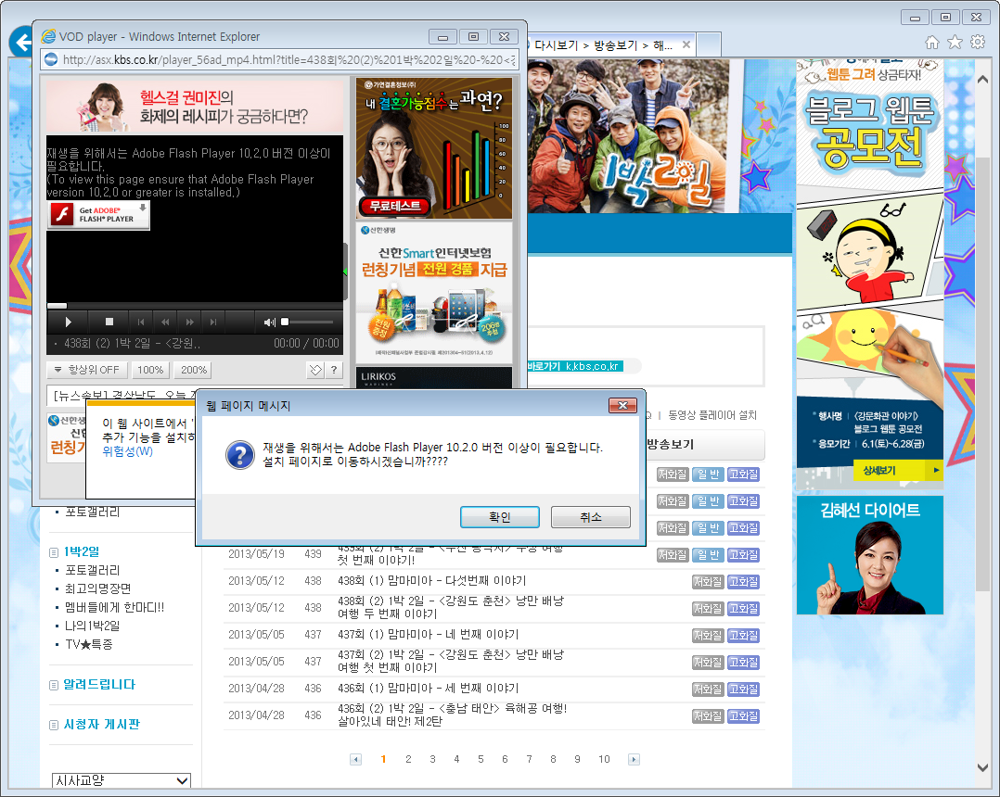 VOD player - Windows Internet Explorer
http://asx.kbs.co.kr/player_56ad_mp4.html?title=438회%20(2)%201박%202일%20-%20<강
다시보기 > 방송보기 > 해...
헬스걸 권미진의
화제의 레시피가 궁금하다면?
재생을 위해서는 Adobe Flash Player 10.2.0 버전 이상이
필요합니다.
(To view this page ensure that Adobe Flash Player
version 10.2.0 or greater is installed.)
Get ADOBE®
FLASH® PLAYER
438회 (2) 1박 2일 - <강원..
00:00 / 00:00
항상위 OFF
100%
200%
?
[뉴스속보] 경상남도, 오늘
가연결혼정보(주)
내 결혼가능점수는 과연?
100
80
60
40
20
0
무료테스트
신한생명
신한Smart인터넷보험
런칭기념 전원 경품 지급
전원
증정
206명
추첨
LIRIKOS
MARINE
신한생
신한
런칭기
이 웹 사이트에서 '
추가 기능을 설치하
위험성(W)
웹 페이지 메시지
재생을 위해서는 Adobe Flash Player 10.2.0 버전 이상이 필요합니다.
설치 페이지로 이동하시겠습니까????
확인
취소
1박2일
웹툰 그려 상금타자!
블로그 웹툰
공모전
* 행사명 | <강문화관 이야기>
블로그 웹툰 공모전
* 응모기간 | 6.1(토)~6.28(금)
상세보기
김혜선 다이어트
바로가기 k.kbs.co.kr
| 동영상 플레이어 설치
방송보기
저화질 일 반 고화질
저화질 일 반 고화질
저화질 일 반 고화질
2013/05/19 439 439회 (2) 1박 2일 - 여행
첫 번째 이야기! 저화질 일 반 고화질
2013/05/12 438 438회 (1) 맘마미아 - 다섯번째 이야기 저화질 고화질
2013/05/12 438 438회 (2) 1박 2일 - <강원도 춘천> 낭만 배낭
여행 두 번째 이야기 저화질 고화질
2013/05/05 437 437회 (1) 맘마미아 - 네 번째 이야기 저화질 고화질
2013/05/05 437 437회 (2) 1박 2일 - <강원도 춘천> 낭만 배낭
여행 첫 번째 이야기 저화질 고화질
2013/04/28 436 436회 (1) 맘마미아 - 세 번째 이야기 저화질 고화질
2013/04/28 436 436회 (2) 1박 2일 - <충남 태안> 육해공 여행!
살아있네 태안! 제2탄 저화질 고화질
1 2 3 4 5 6 7 8 9 10
포토갤러리
1박2일
포토갤러리
최고의명장면
멤버들에게 한마디!!
나의1박2일
TV★특종
알려드립니다
시청자 게시판
시사교양